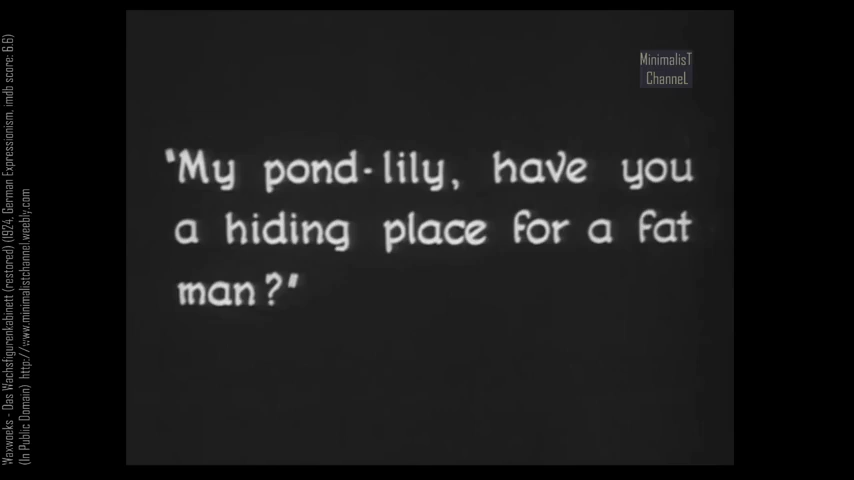 MinimalisT
ChanneL
"My pond-lily, have you
a hiding place for a fat
man?"
Waxwoeks - Das Wachsfigurenkabinett (restored) (1924, German Expressionism, imdb score: 6.6)
(In Public Domain) http://www.minimalistchannel.weebly.com